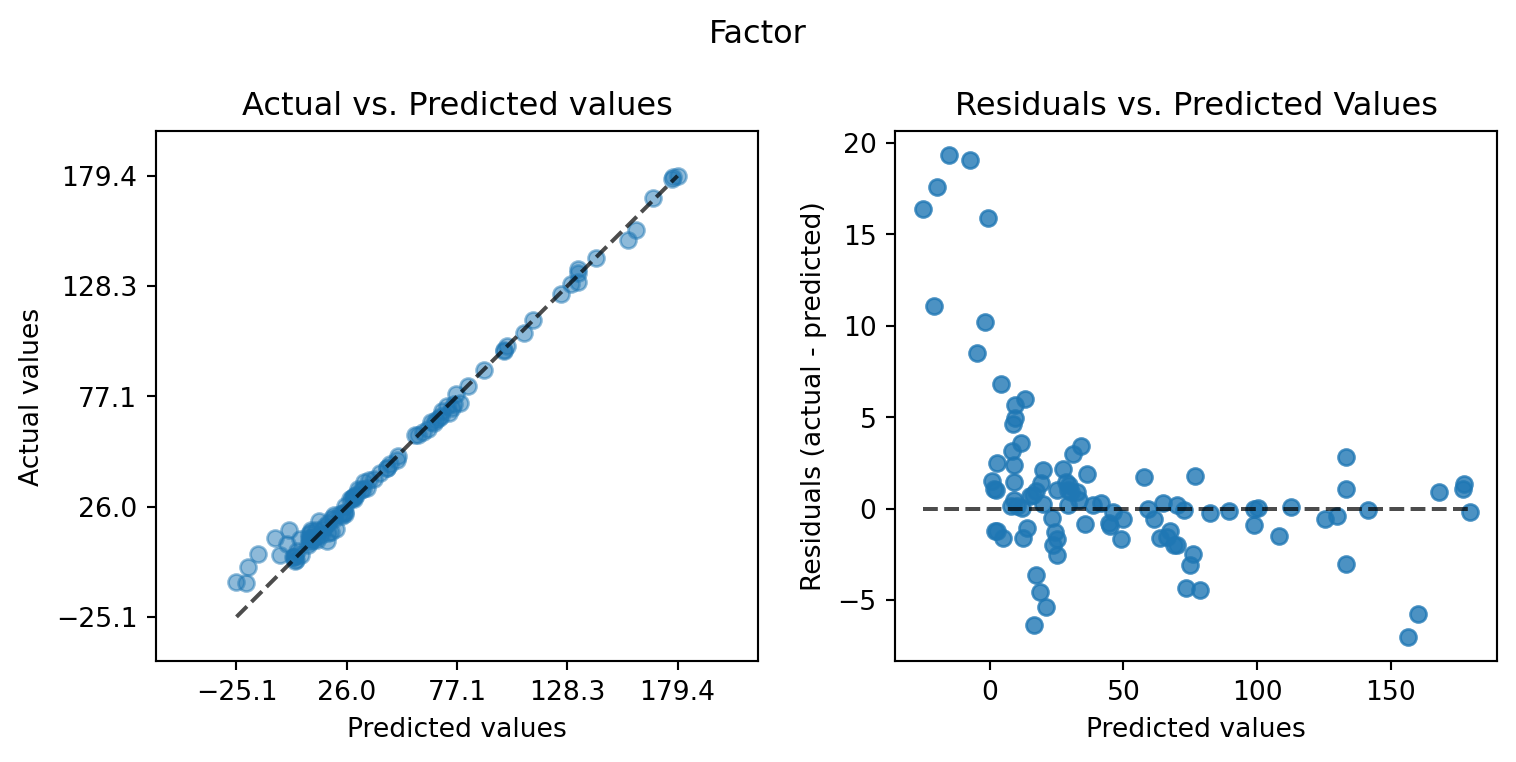 Factor
Actual vs. Predicted values
Actual values
179.4
128.3
77.1
26.0
−25.1
−25.1 26.0 77.1 128.3 179.4
Predicted values
Residuals vs. Predicted Values
Residuals (actual - predicted)
20
15
10
5
0
−5
0 50 100 150
Predicted values